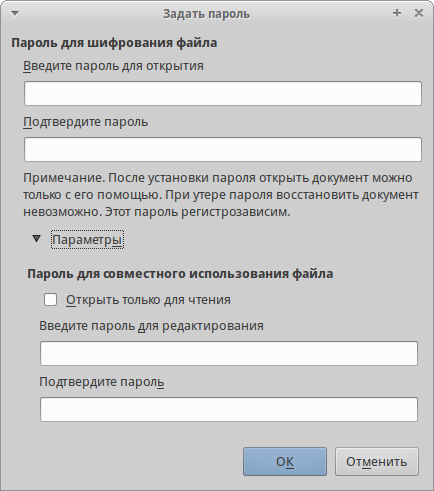 Задать пароль
Пароль для шифрования файла
Введите пароль для открытия
Подтвердите пароль
Примечание. После установки пароля открыть документ можно
только с его помощью. При утере пароля восстановить документ
невозможно. Этот пароль регистрозависим.
Параметры
Пароль для совместного использования файла
Открыть только для чтения
Введите пароль для редактирования
Подтвердите пароль
OK
Отменить